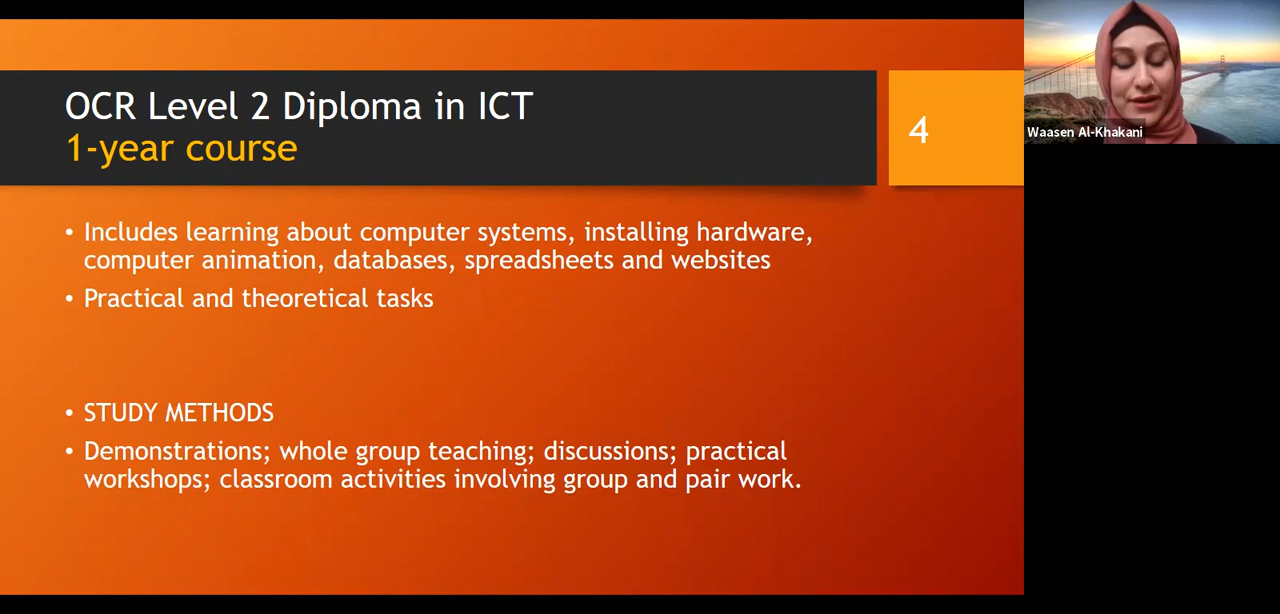 OCR Level 2 Diploma in ICT
1-year course
4
Waasen Al-Khakani
• Includes learning about computer systems, installing hardware,
computer animation, databases, spreadsheets and websites
• Practical and theoretical tasks
• STUDY METHODS
• Demonstrations; whole group teaching; discussions; practical
workshops; classroom activities involving group and pair work.